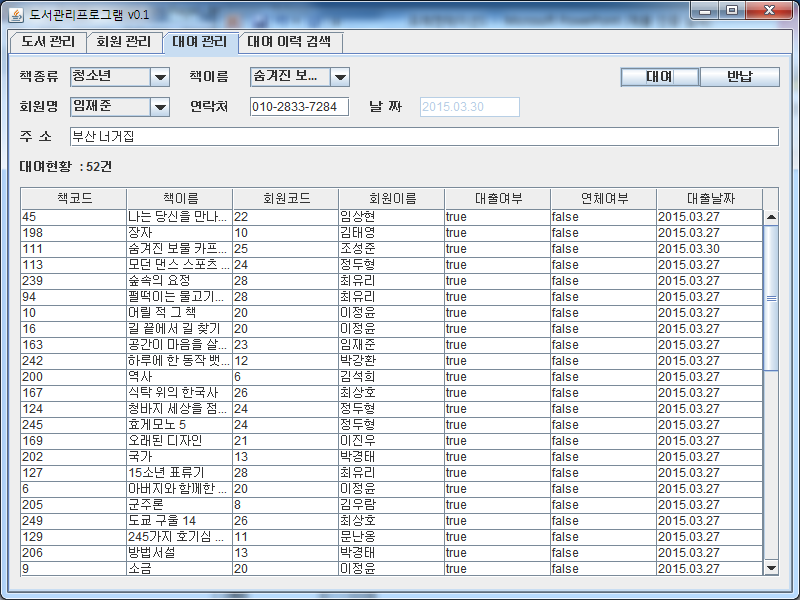 도서관리프로그램 v0.1
도서 관리 회원 관리 대여 관리 대여 이력 검색
책종류 청소년 책이름 숨겨진 보... 대여 반납
회원명 임재준 연락처 010-2833-7284 날 짜 2015.03.30
주 소 부산 너거집
대여현황 : 52건
책코드 책이름 회원코드 회원이름 대출여부 연체여부 대출날짜
45 나는 당신을 만나... 22 임상현 true false 2015.03.27
198 장자 10 김태영 true false 2015.03.27
111 숨겨진 보물 카프... 25 조성준 true false 2015.03.30
113 모던 댄스 스포츠 ... 24 정두형 true false 2015.03.27
239 숲속의 요정 28 최유리 true false 2015.03.27
94 펄떡이는 물고기... 28 최유리 true false 2015.03.27
10 어릴 적 그 책 20 이정윤 true false 2015.03.27
16 길 끝에서 길 찾기 20 이정윤 true false 2015.03.27
163 공간이 마음을 살... 23 임재준 true false 2015.03.27
242 하루에 한 동작 뱃... 12 박강환 true false 2015.03.27
200 역사 6 김석희 true false 2015.03.27
167 식탁 위의 한국사 26 최상호 true false 2015.03.27
124 청바지 세상을 점... 24 정두형 true false 2015.03.27
245 효게모노 5 24 정두형 true false 2015.03.27
169 오래된 디자인 21 이진우 true false 2015.03.27
202 국가 13 박경태 true false 2015.03.27
127 15소년 표류기 28 최유리 true false 2015.03.27
6 아버지와 함께한 ... 20 이정윤 true false 2015.03.27
205 군주론 8 김우람 true false 2015.03.27
249 도쿄 구울 14 26 최상호 true false 2015.03.27
129 245가지 호기심 ... 11 문난옹 true false 2015.03.27
206 방법서설 13 박경태 true false 2015.03.27
9 소금 20 이정윤 true false 2015.03.27